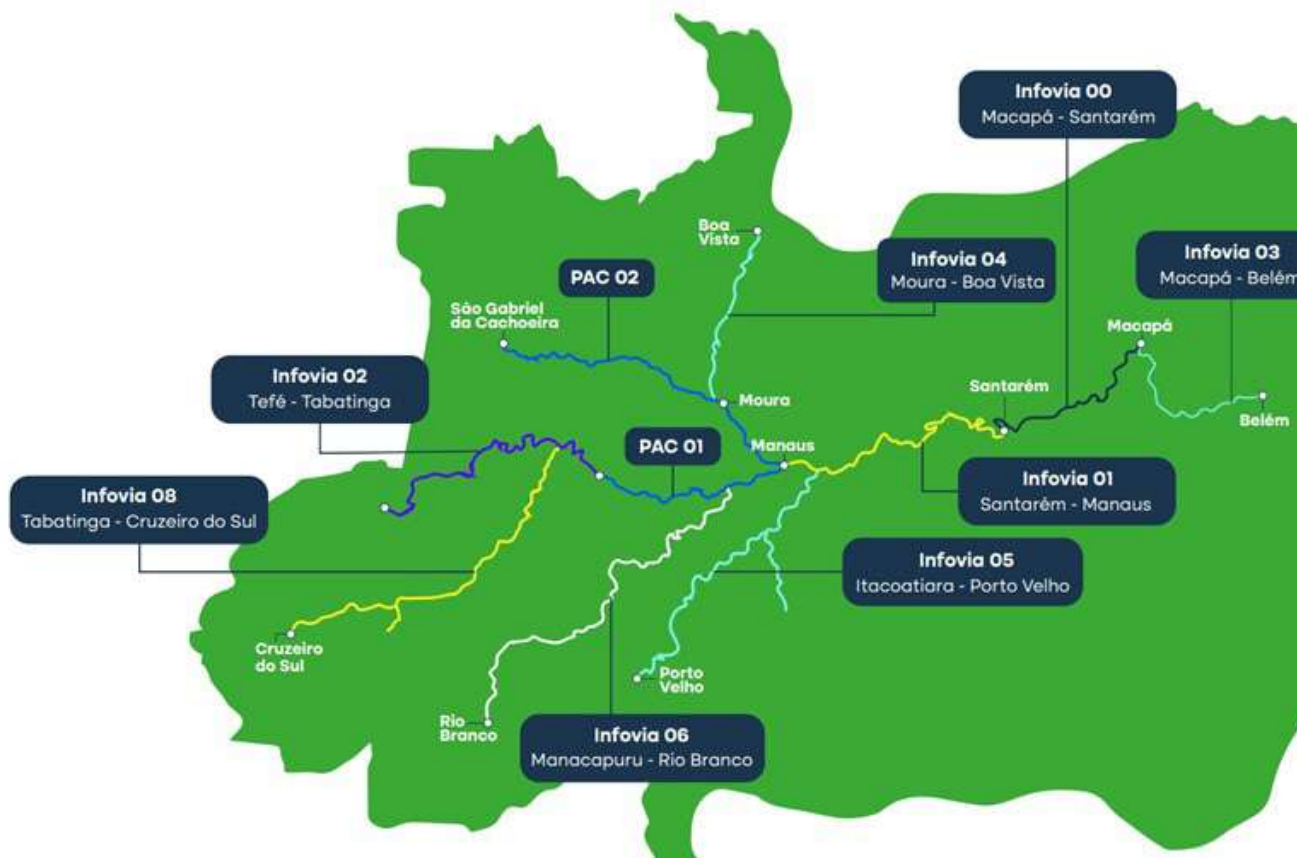 Infovia 00
Macapá - Santarém
Boa
Vista
Infovia 04
Moura - Boa Vista
Infovia 03
Macapá - Belém
PAC 02
São Gabriel
da Cachoeira
Macapá
Infovia 02
Tefé - Tabatinga
Santarém
Moura
Belém
PAC 01
Manaus
Infovia 01
Santarém - Manaus
Infovia 08
Tabatinga - Cruzeiro do Sul
Infovia 05
Itacoatiara - Porto Velho
Cruzeiro
do Sul
Porto
Velho
Rio
Branco
Infovia 06
Manacapuru - Rio Branco